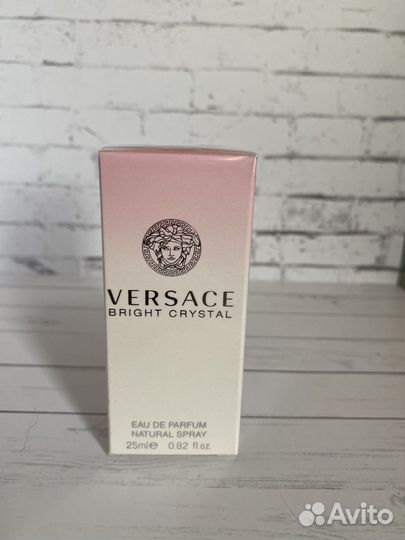 VERSACE
BRIGHT CRYSTAL
EAU DE PARFUM
NATURAL SPRAY
25ml℮ 0.82 fl.oz.
Avito